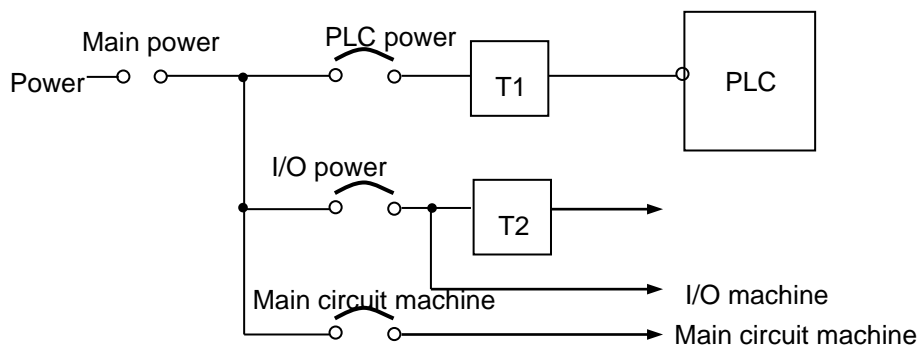 Main power
PLC power
Power
T1
PLC
I/O power
T2
Main circuit machine
I/O machine
Main circuit machine